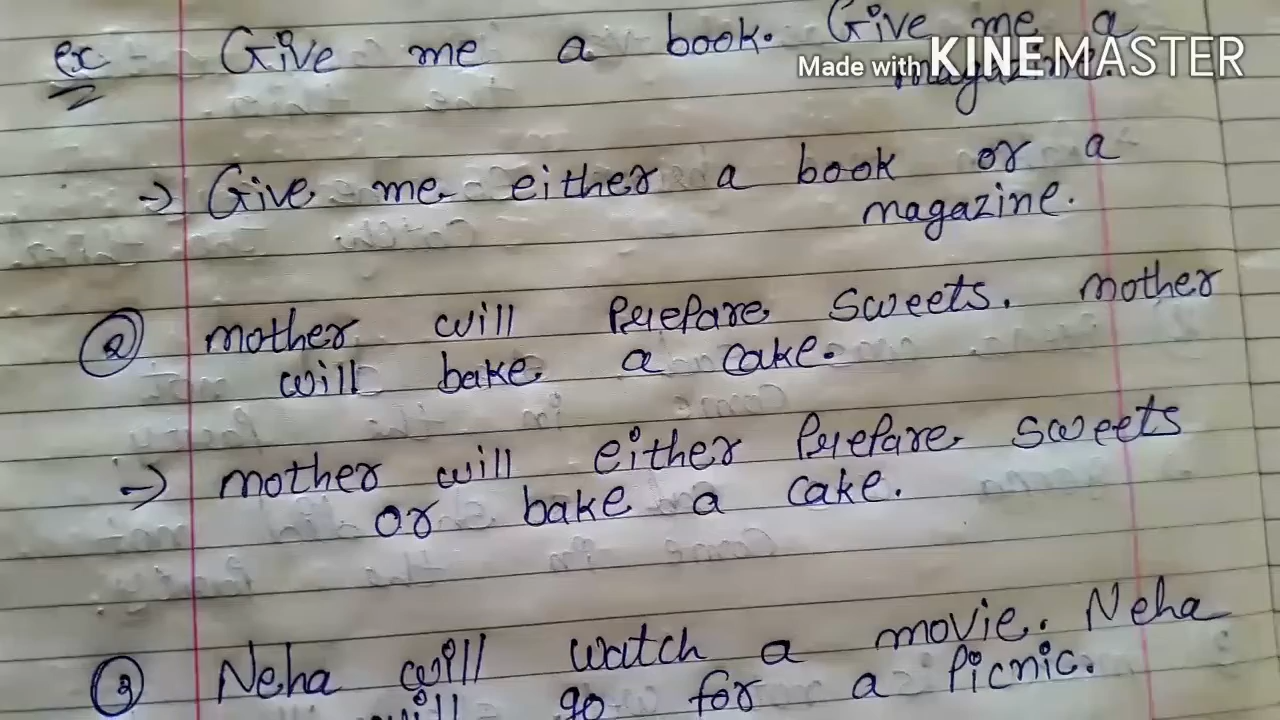 ex - Give me a book. Give me a
Made with KINEMASTER
magazine.
→ Give me either a book or a
magazine.
② mother will Prepare sweets. mother
will bake a cake.
→ mother will either Prepare sweets
or bake a cake.
③ Neha will watch a movie. Neha
will go for a Picnic.